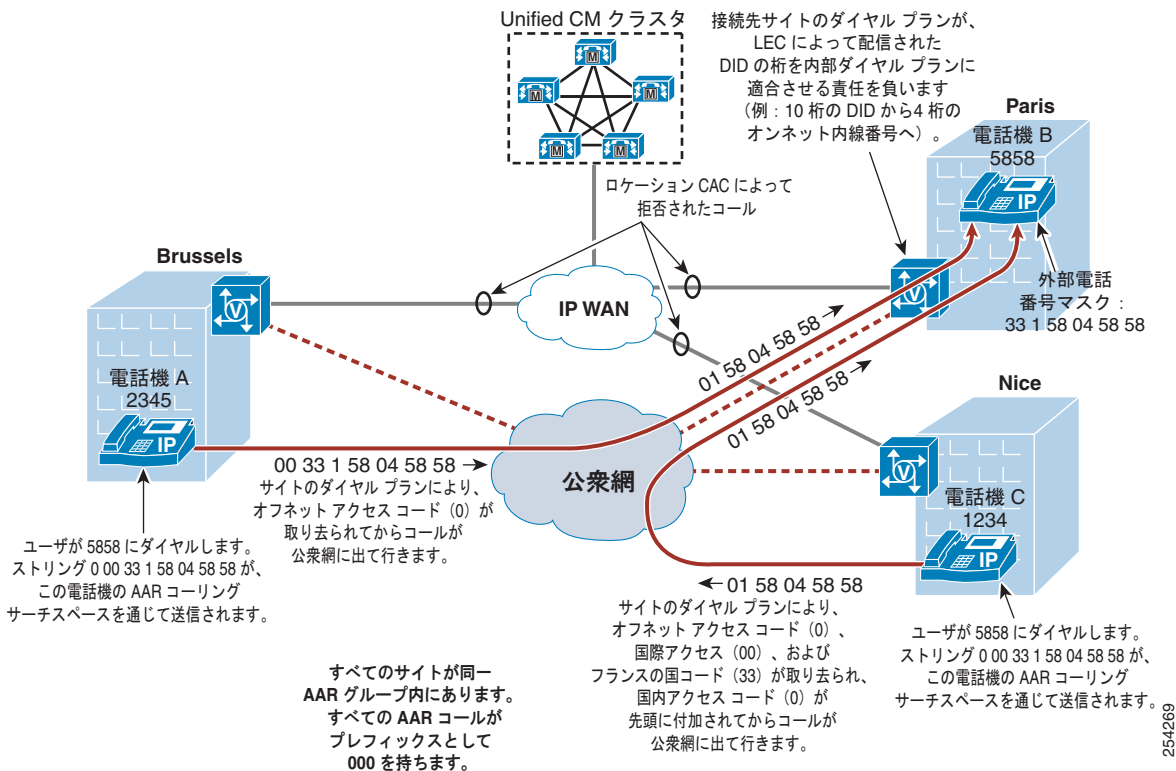 Unified CM クラスタ
M
M
M
M
M
接続先サイトのダイヤル プランが、
LEC によって配信された
DID の桁を内部ダイヤル プランに
適合させる責任を負います
（例：10 桁の DID から4 桁の
オンネット内線番号へ）。
Paris
電話機 B
5858
IP
ロケーション CAC によって
拒否されたコール
Brussels
V
IP WAN
V
外部電話
番号マスク：
33 1 58 04 58 58
01 58 04 58 58
01 58 04 58 58
電話機 A
2345
IP
Nice
V
電話機 C
1234
IP
公衆網
00 33 1 58 04 58 58
サイトのダイヤル プランにより、
オフネット アクセス コード（0）が
取り去られてからコールが
公衆網に出て行きます。
ユーザが 5858 にダイヤルします。
ストリング 0 00 33 1 58 04 58 58 が、
この電話機の AAR コーリング
サーチスペースを通じて送信されます。
01 58 04 58 58
サイトのダイヤル プランにより、
オフネット アクセス コード（0）、
国際アクセス（00）、および
フランスの国コード（33）が取り去られ、
国内アクセス コード（0）が
先頭に付加されてからコールが
公衆網に出て行きます。
ユーザが 5858 にダイヤルします。
ストリング 0 00 33 1 58 04 58 58 が、
この電話機の AAR コーリング
サーチスペースを通じて送信されます。
すべてのサイトが同一
AAR グループ内にあります。
すべての AAR コールが
プレフィックスとして
000 を持ちます。
254269